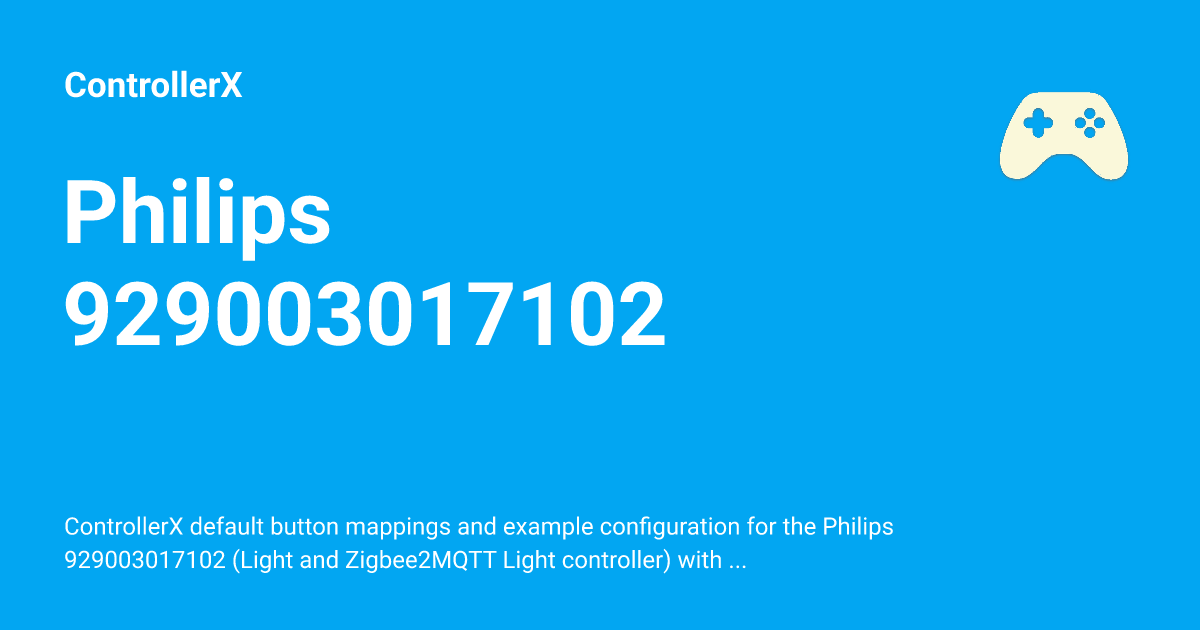 ControllerX
Philips
929003017102
ControllerX default button mappings and example configuration for the Philips
929003017102 (Light and Zigbee2MQTT Light controller) with ...